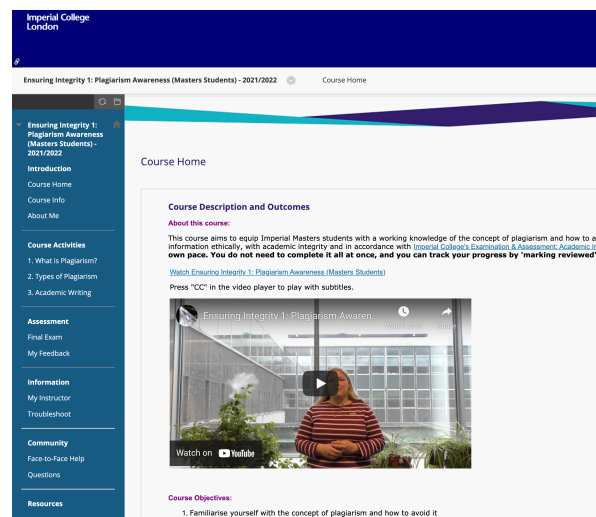 Imperial College
London
Ensuring Integrity 1: Plagiarism Awareness (Masters Students) - 2021/2022
Course Home
Ensuring Integrity 1:
Plagiarism Awareness
(Masters Students) -
2021/2022
Introduction
Course Home
Course Info
About Me
Course Activities
1. What is Plagiarism?
2. Types of Plagiarism
3. Academic Writing
Assessment
Final Exam
My Feedback
Information
My Instructor
Troubleshoot
Community
Face-to-Face Help
Questions
Resources
Course Home
Course Description and Outcomes
About this course:
This course aims to equip Imperial Masters students with a working knowledge of the concept of plagiarism and how to a
information ethically, with academic integrity and in accordance with Imperial College's Examination & Assessment: Academic In
own pace. You do not need to complete it all at once, and you can track your progress by 'marking reviewed'
Watch Ensuring Integrity 1: Plagiarism Awareness (Masters Students)
Press "CC" in the video player to play with subtitles.
Ensuring Integrity 1: Plagiarism Awaren...
Watch on YouTube
Course Objectives:
1. Familiarise yourself with the concept of plagiarism and how to avoid it